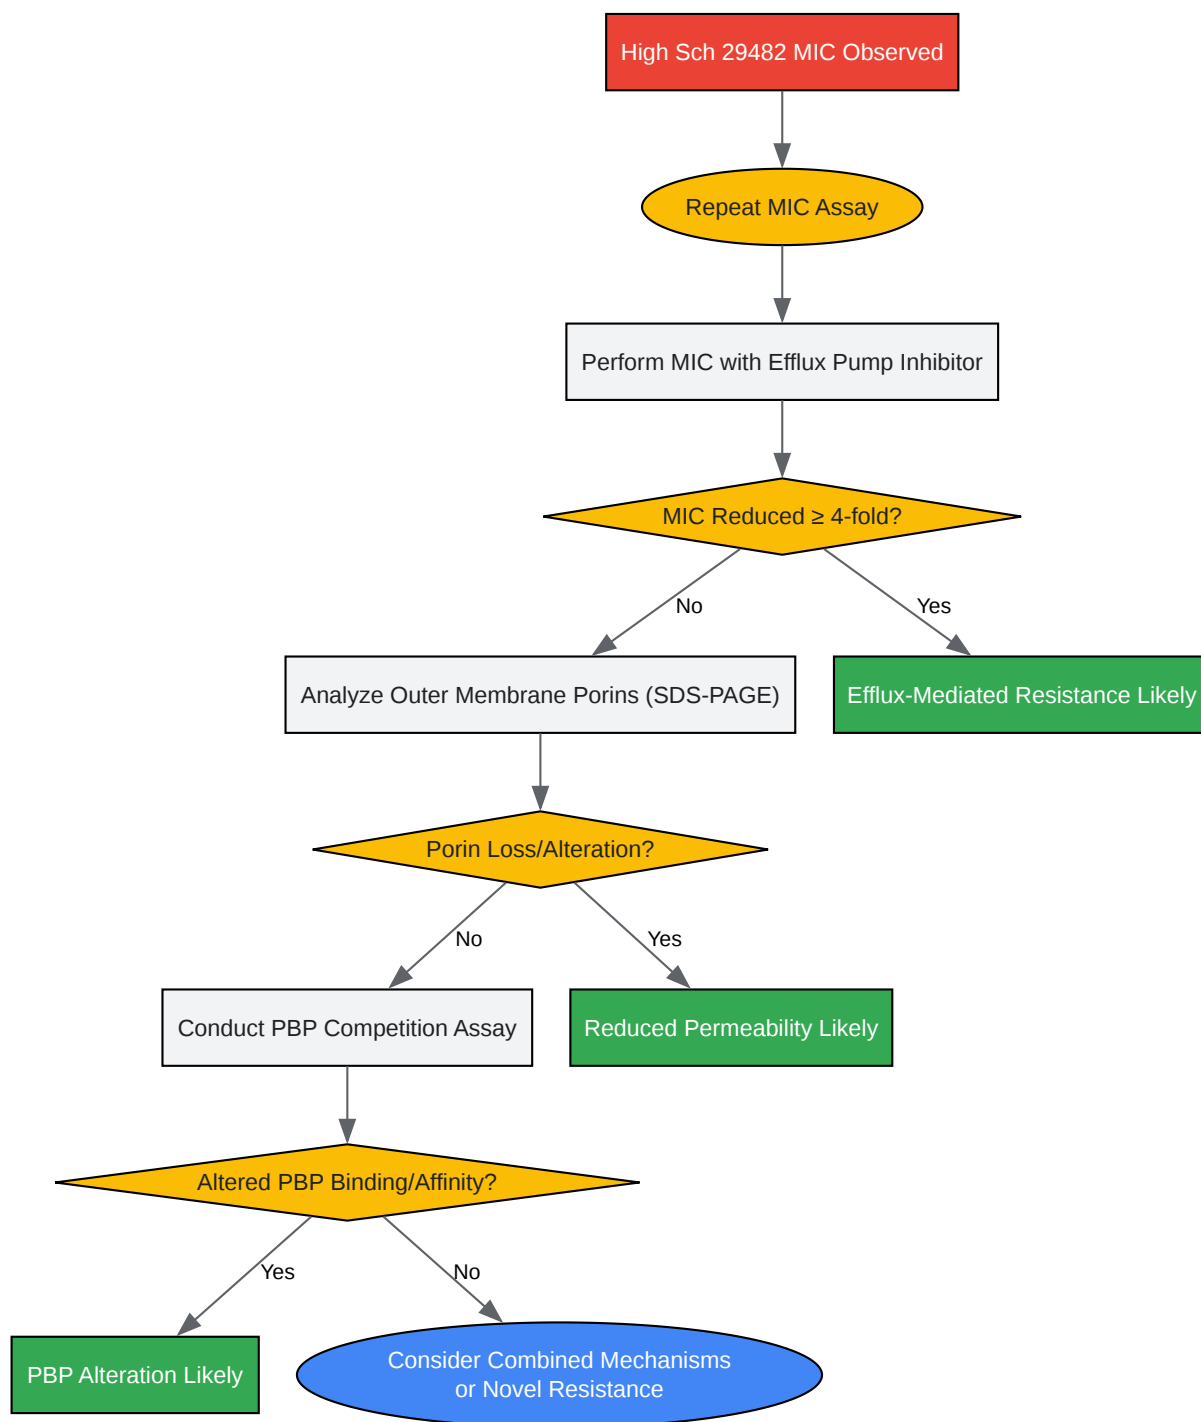 High Sch 29482 MIC Observed
Repeat MIC Assay
Perform MIC with Efflux Pump Inhibitor
MIC Reduced ≥ 4-fold?
No
Yes
Analyze Outer Membrane Porins (SDS-PAGE)
Efflux-Mediated Resistance Likely
Porin Loss/Alteration?
No
Yes
Conduct PBP Competition Assay
Reduced Permeability Likely
Altered PBP Binding/Affinity?
Yes
No
PBP Alteration Likely
Consider Combined Mechanisms
or Novel Resistance